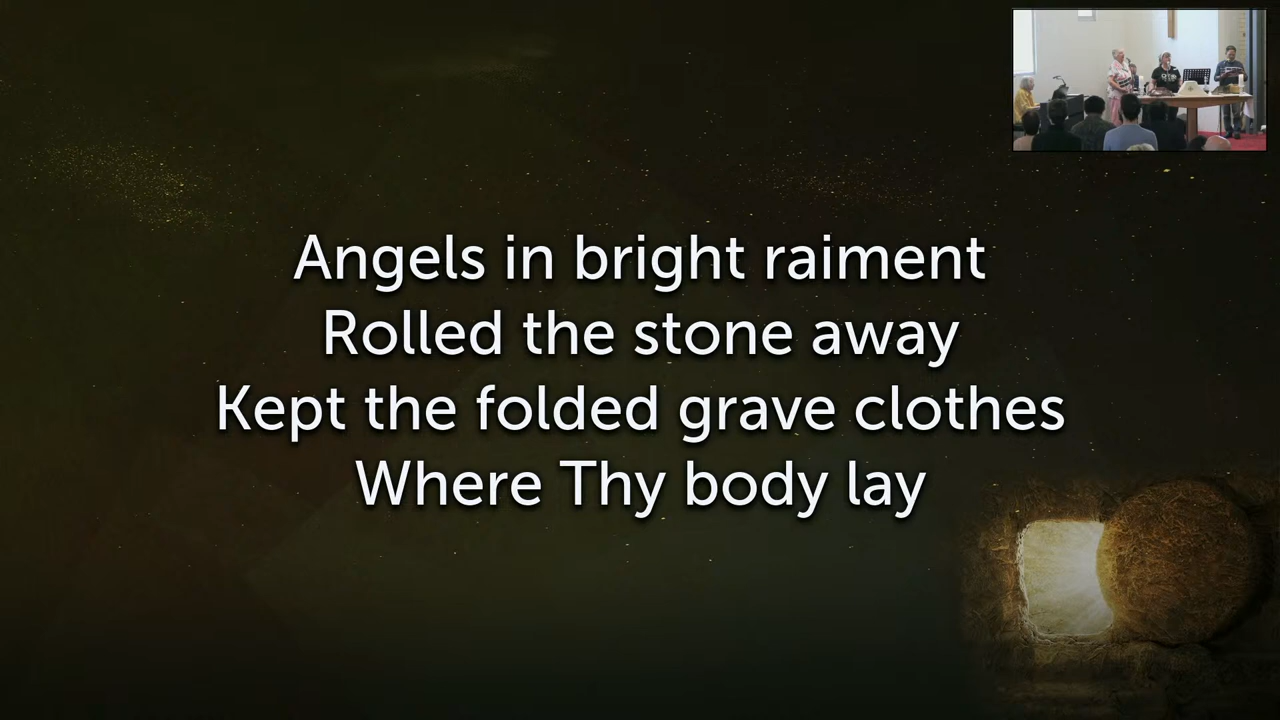 Angels in bright raiment
Rolled the stone away
Kept the folded grave clothes
Where Thy body lay